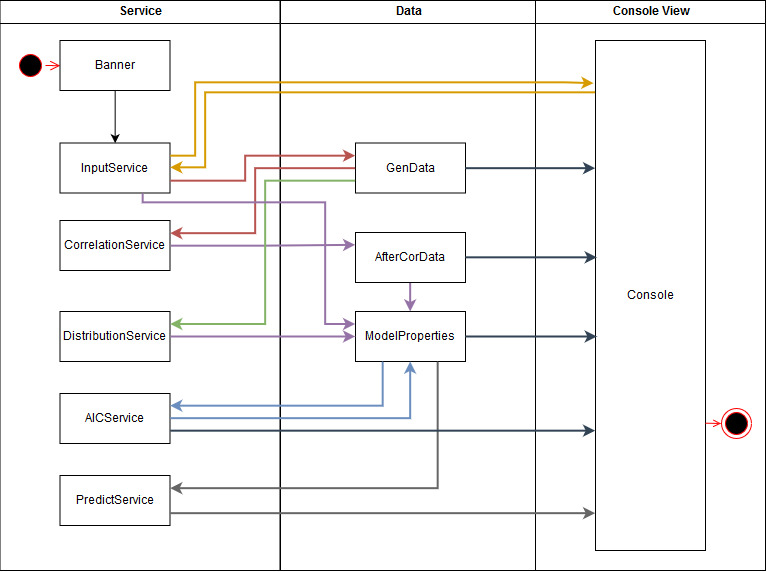 Service
Data
Console View
Banner
InputService
GenData
CorrelationService
AfterCorData
Console
DistributionService
ModelProperties
AICService
PredictService